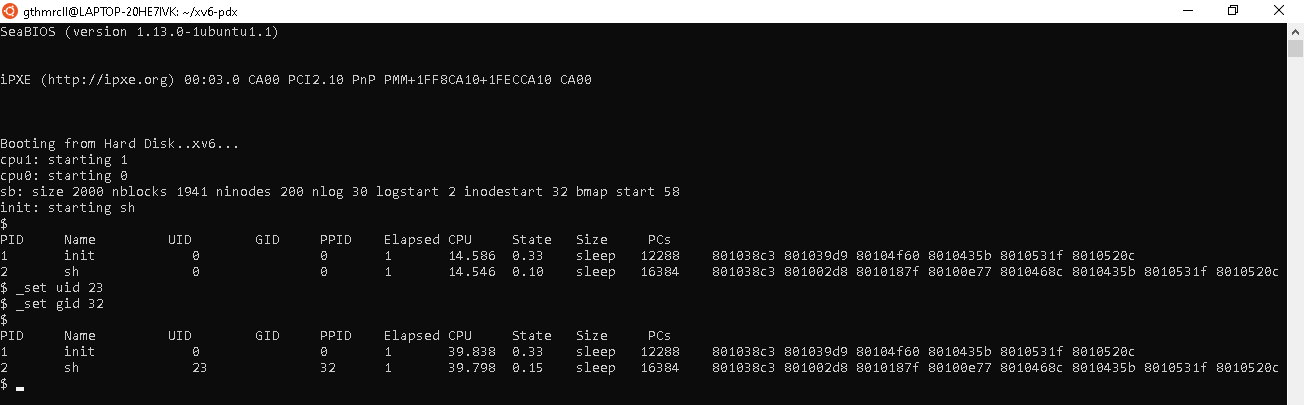 gthmrcll@LAPTOP-20HE7IVK: ~/xv6-pdx
SeaBIOS (version 1.13.0-1ubuntu1.1)
iPXE (http://ipxe.org) 00:03.0 CA00 PCI2.10 PnP PMM+1FF8CA10+1FECCA10 CA00
Booting from Hard Disk..xv6...
cpu1: starting 1
cpu0: starting 0
sb: size 2000 nblocks 1941 ninodes 200 nlog 30 logstart 2 inodestart 32 bmap start 58
init: starting sh
$
PID Name UID GID PPID Elapsed CPU State Size PCs
1 init 0 0 1 14.586 0.33 sleep 12288 801038c3 801039d9 80104f60 8010435b 8010531f 8010520c
2 sh 0 0 1 14.546 0.10 sleep 16384 801038c3 801002d8 8010187f 80100e77 8010468c 8010435b 8010531f 8010520c
$ _set uid 23
$ _set gid 32
$
PID Name UID GID PPID Elapsed CPU State Size PCs
1 init 0 0 1 39.838 0.33 sleep 12288 801038c3 801039d9 80104f60 8010435b 8010531f 8010520c
2 sh 23 32 1 39.798 0.15 sleep 16384 801038c3 801002d8 8010187f 80100e77 8010468c 8010435b 8010531f 8010520c
$